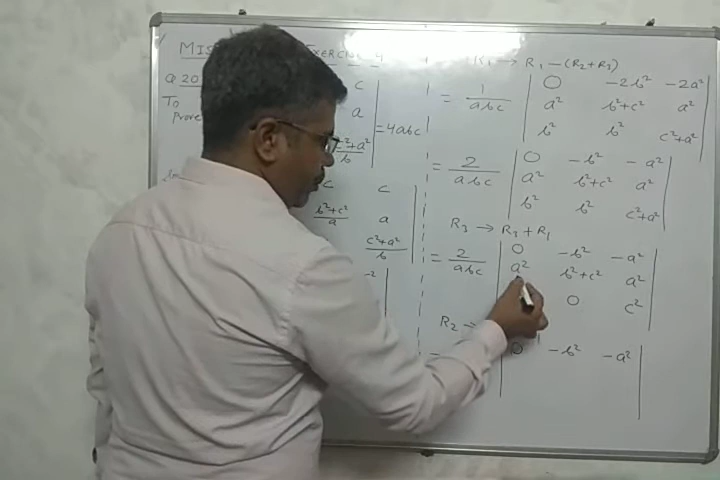 MIS EXERCISE 4
Q 20
To
Prove
c
a
c²+a²/b
= 4abc
c c
b²+c²/a a
c²+a²/b
-2
R₁ → R₁ - (R₂+R₃)
= 1/abc | 0 -2b² -2a² |
| a² b²+c² a² |
| b² b² c²+a² |
= 2/abc | 0 -b² -a² |
| a² b²+c² a² |
| b² b² c²+a² |
R₃ → R₃ + R₁
= 2/abc | 0 -b² -a² |
| a² b²+c² a² |
0 c² |
R₂ →
= | 0 -b² -a² |